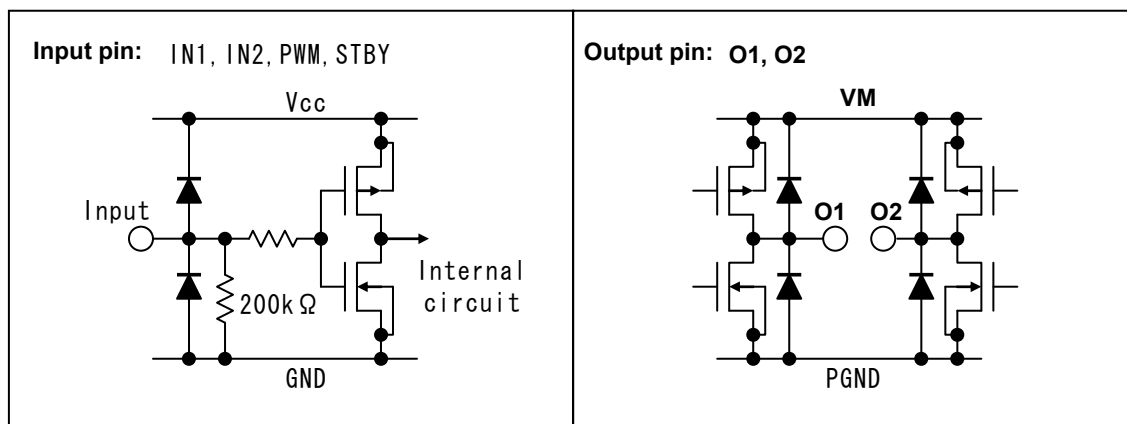 Input pin: IN1, IN2, PWM, STBY
Vcc
Input
200kΩ
Internal
circuit
GND
Output pin: O1, O2
VM
O1
O2
PGND